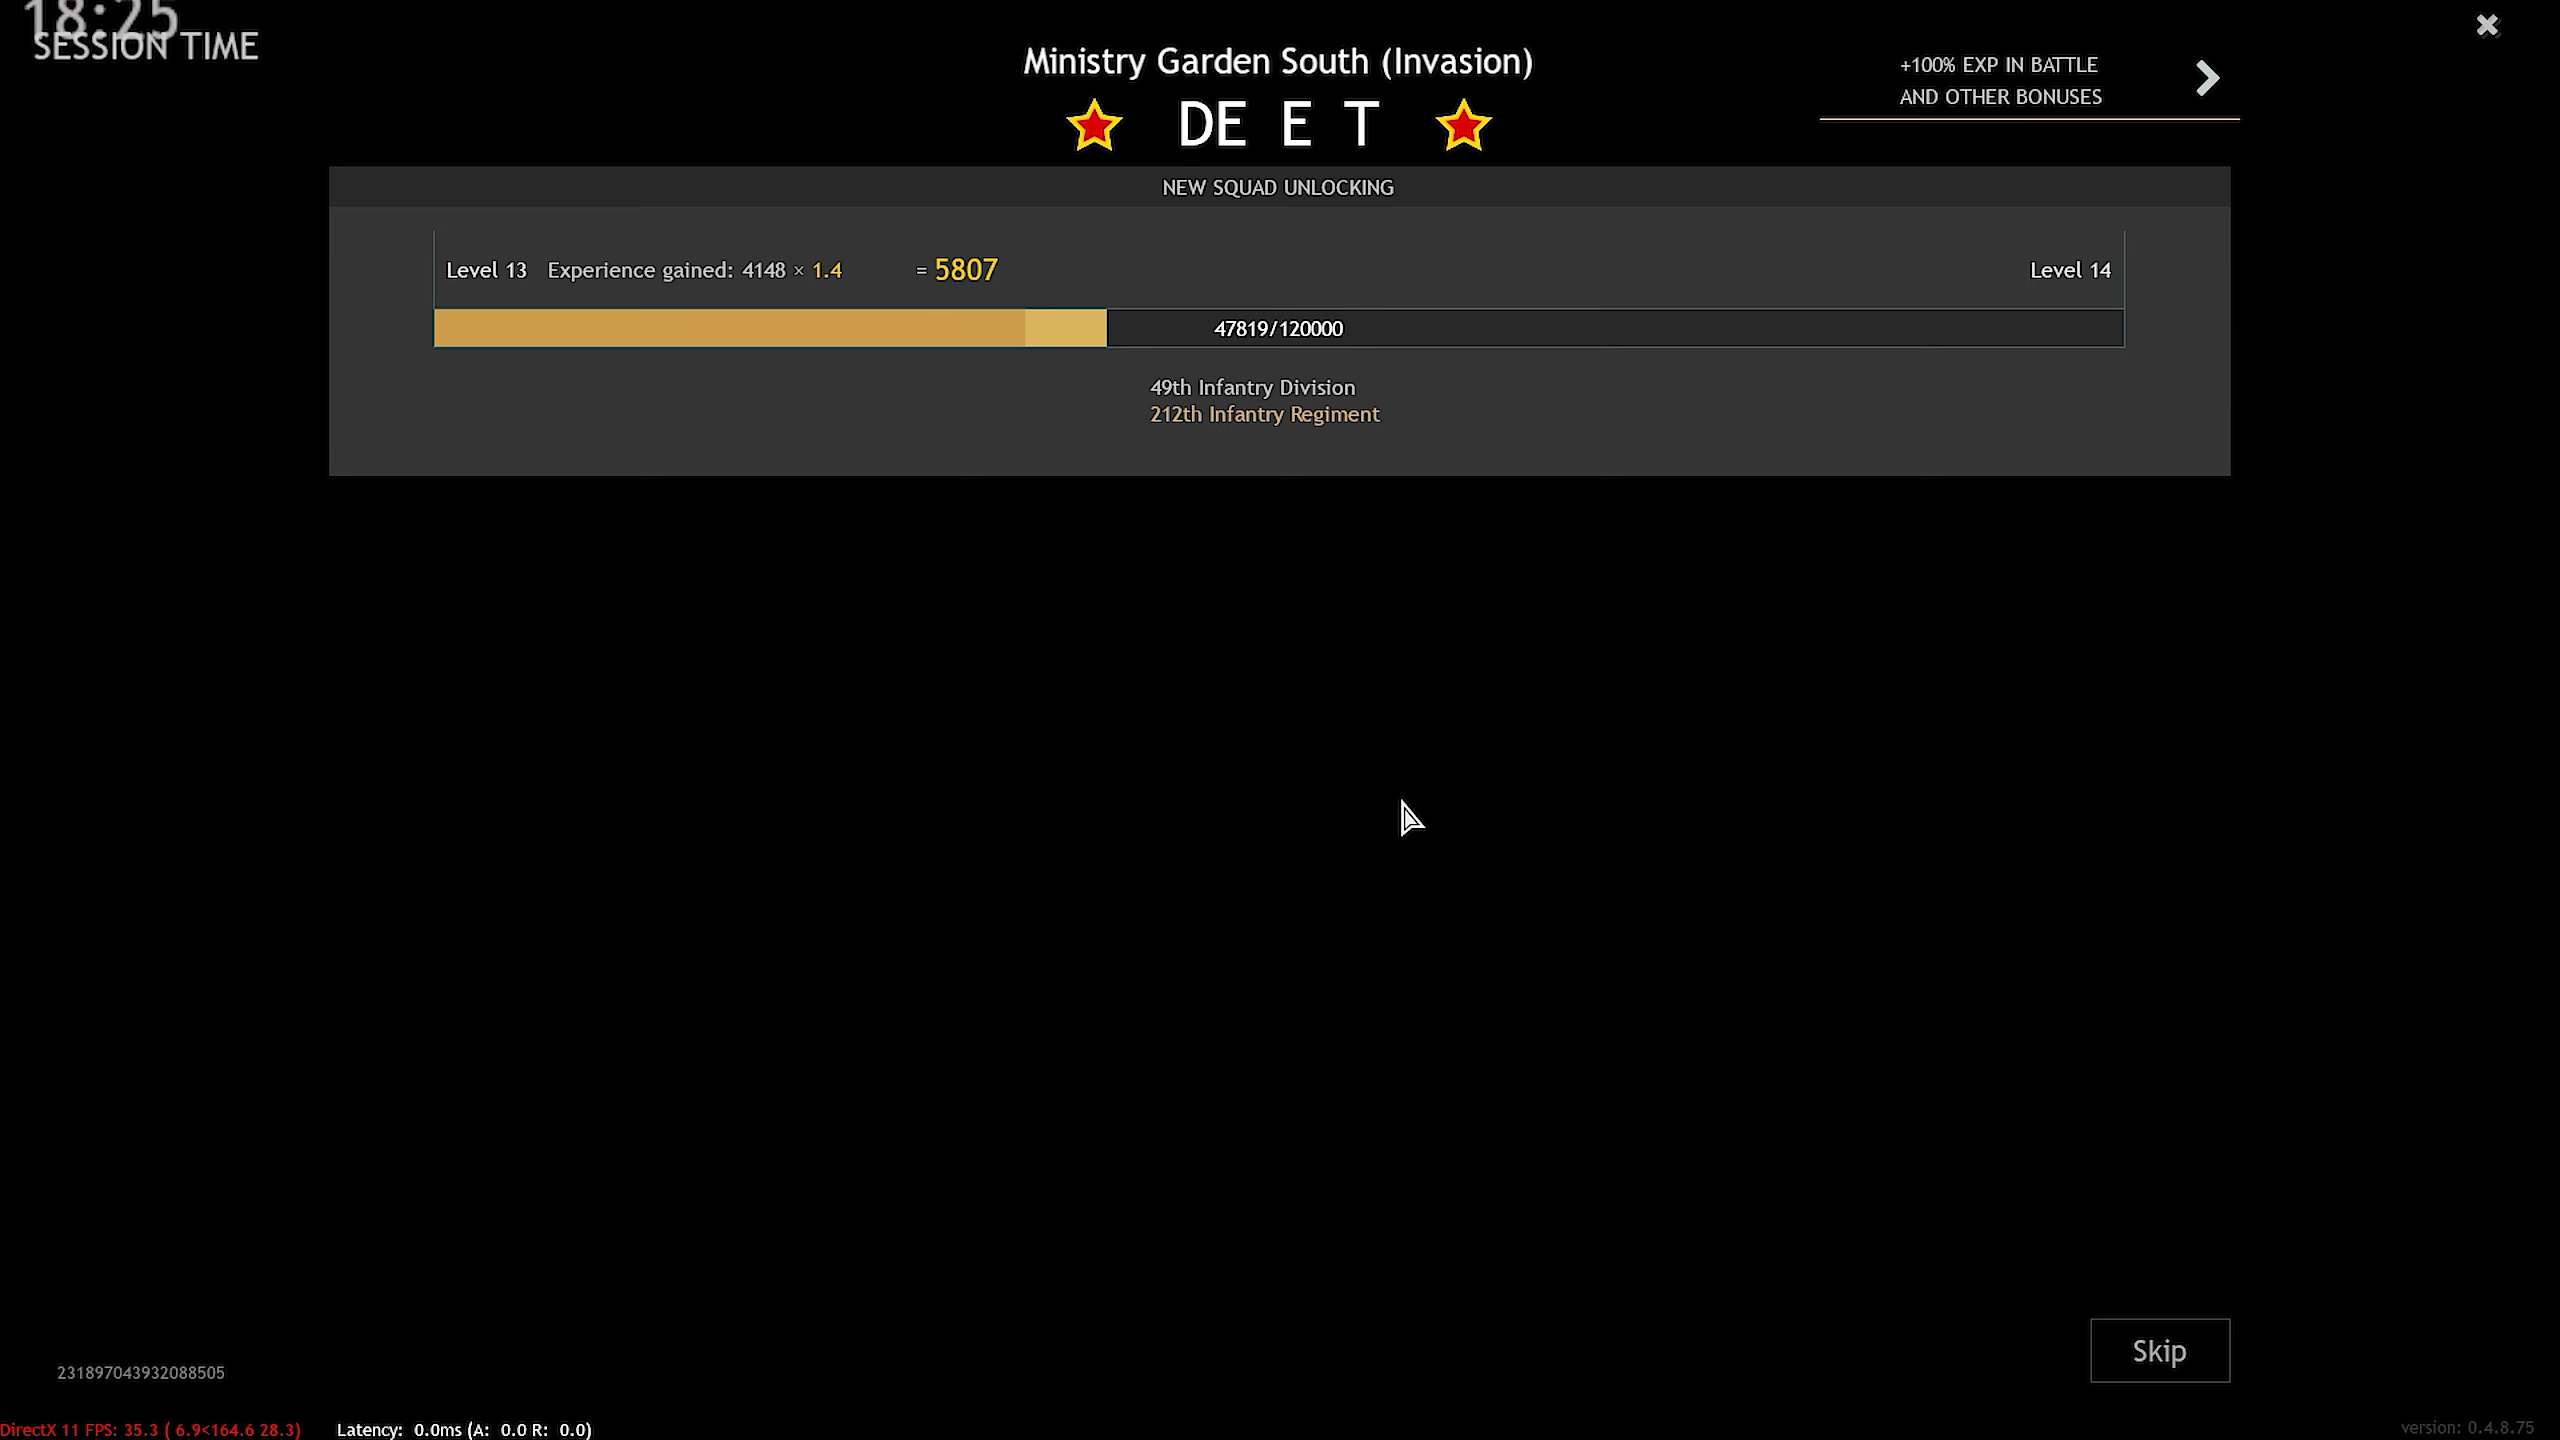 18:25
SESSION TIME
Ministry Garden South (Invasion)
DE E T
+100% EXP IN BATTLE
AND OTHER BONUSES
NEW SQUAD UNLOCKING
Level 13 Experience gained: 4148 × 1.4 = 5807 Level 14
47819/120000
49th Infantry Division
212th Infantry Regiment
Skip
231897043932088505
DirectX 11 FPS: 35.3 ( 6.9<164.6 28.3) Latency: 0.0ms (A: 0.0 R: 0.0)
version: 0.4.8.75